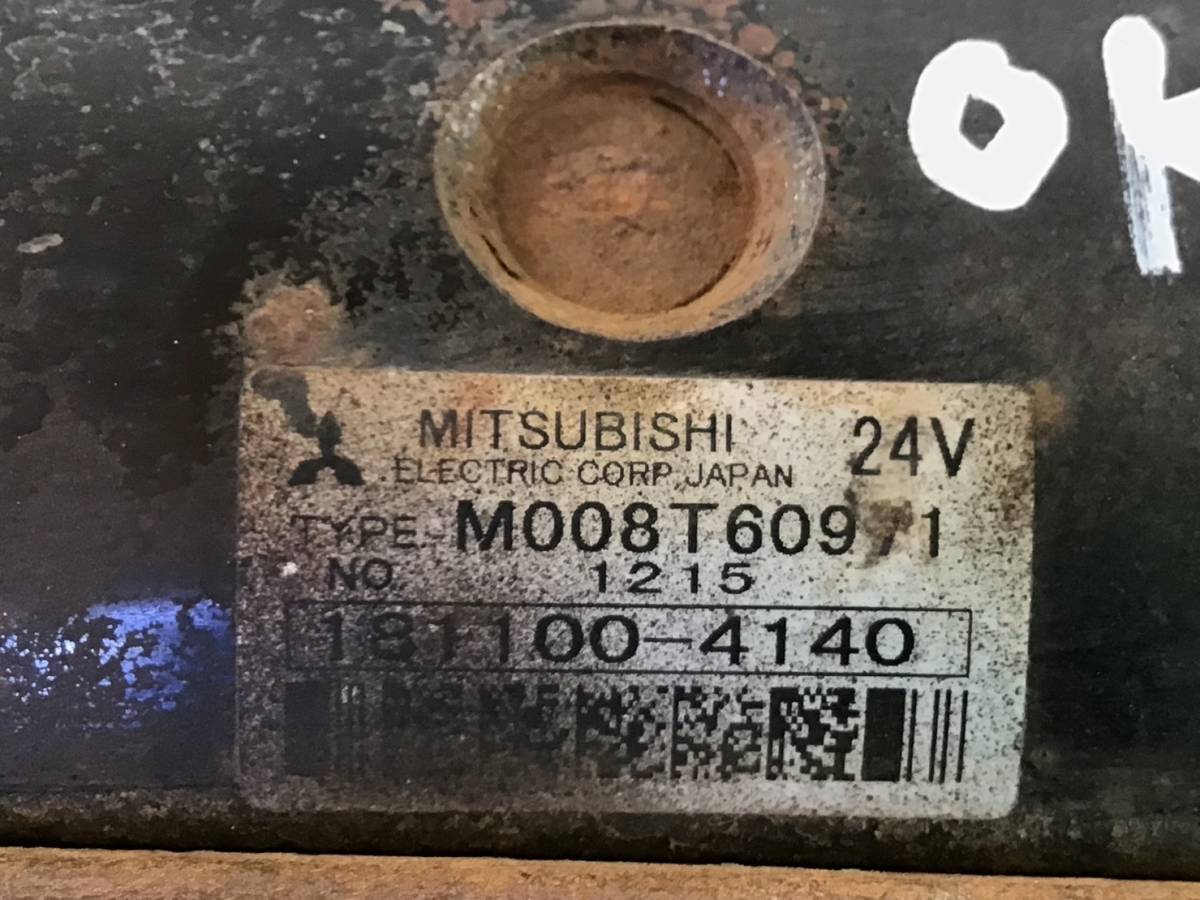 OK
MITSUBISHI 24V
ELECTRIC CORP. JAPAN
TYPE M008T60971
NO. 1215
181100-4140